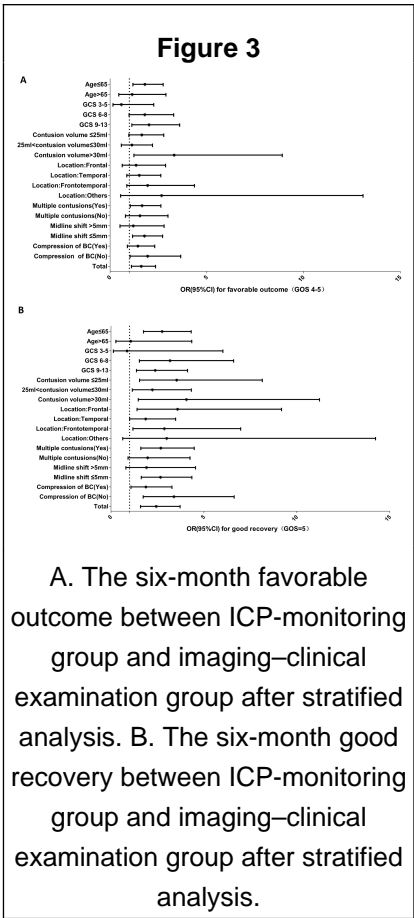 Figure 3
A
Age≤65
Age>65
GCS 3-5
GCS 6-8
GCS 9-13
Contusion volume ≤25ml
25ml<contusion volume≤30ml
Contusion volume>30ml
Location:Frontal
Location:Temporal
Location:Frontotemporal
Location:Others
Multiple contusions(Yes)
Multiple contusions(No)
Midline shift >5mm
Midline shift ≤5mm
Compression of BC(Yes)
Compression of BC(No)
Total
5 10 15
OR(95%CI) for favorable outcome（GOS 4-5）
B
Age≤65
Age>65
GCS 3-5
GCS 6-8
GCS 9-13
Contusion volume ≤25ml
25ml<contusion volume≤30ml
Contusion volume>30ml
Location:Frontal
Location:Temporal
Location:Frontotemporal
Location:Others
Multiple contusions(Yes)
Multiple contusions(No)
Midline shift >5mm
Midline shift ≤5mm
Compression of BC(Yes)
Compression of BC(No)
Total
5 10 15
OR(95%CI) for good recovery（GOS=5）
A. The six-month favorable
outcome between ICP-monitoring
group and imaging–clinical
examination group after stratified
analysis. B. The six-month good
recovery between ICP-monitoring
group and imaging–clinical
examination group after stratified
analysis.